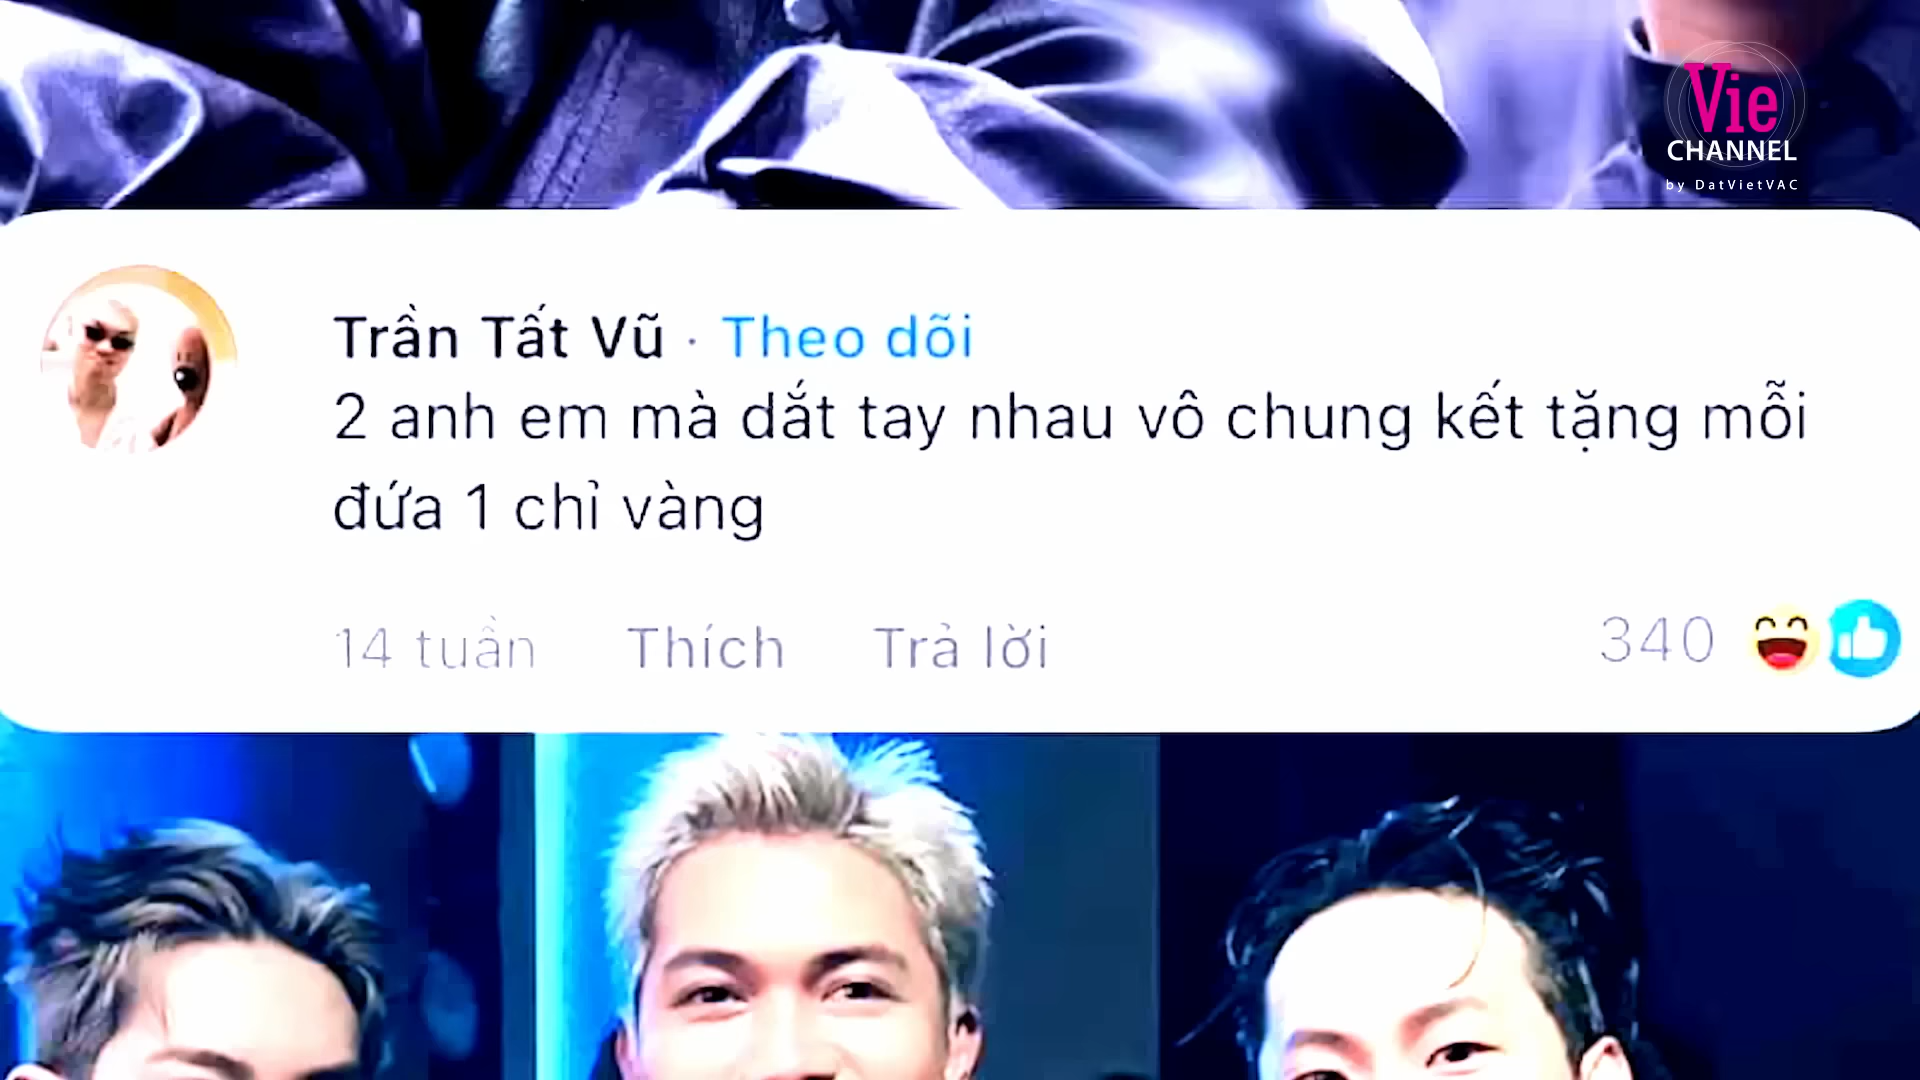 Vie
CHANNEL
by DatVietVAC
Trần Tất Vũ · Theo dõi
2 anh em mà dắt tay nhau vô chung kết tặng mỗi
đứa 1 chỉ vàng
14 tuần Thích Trả lời 340